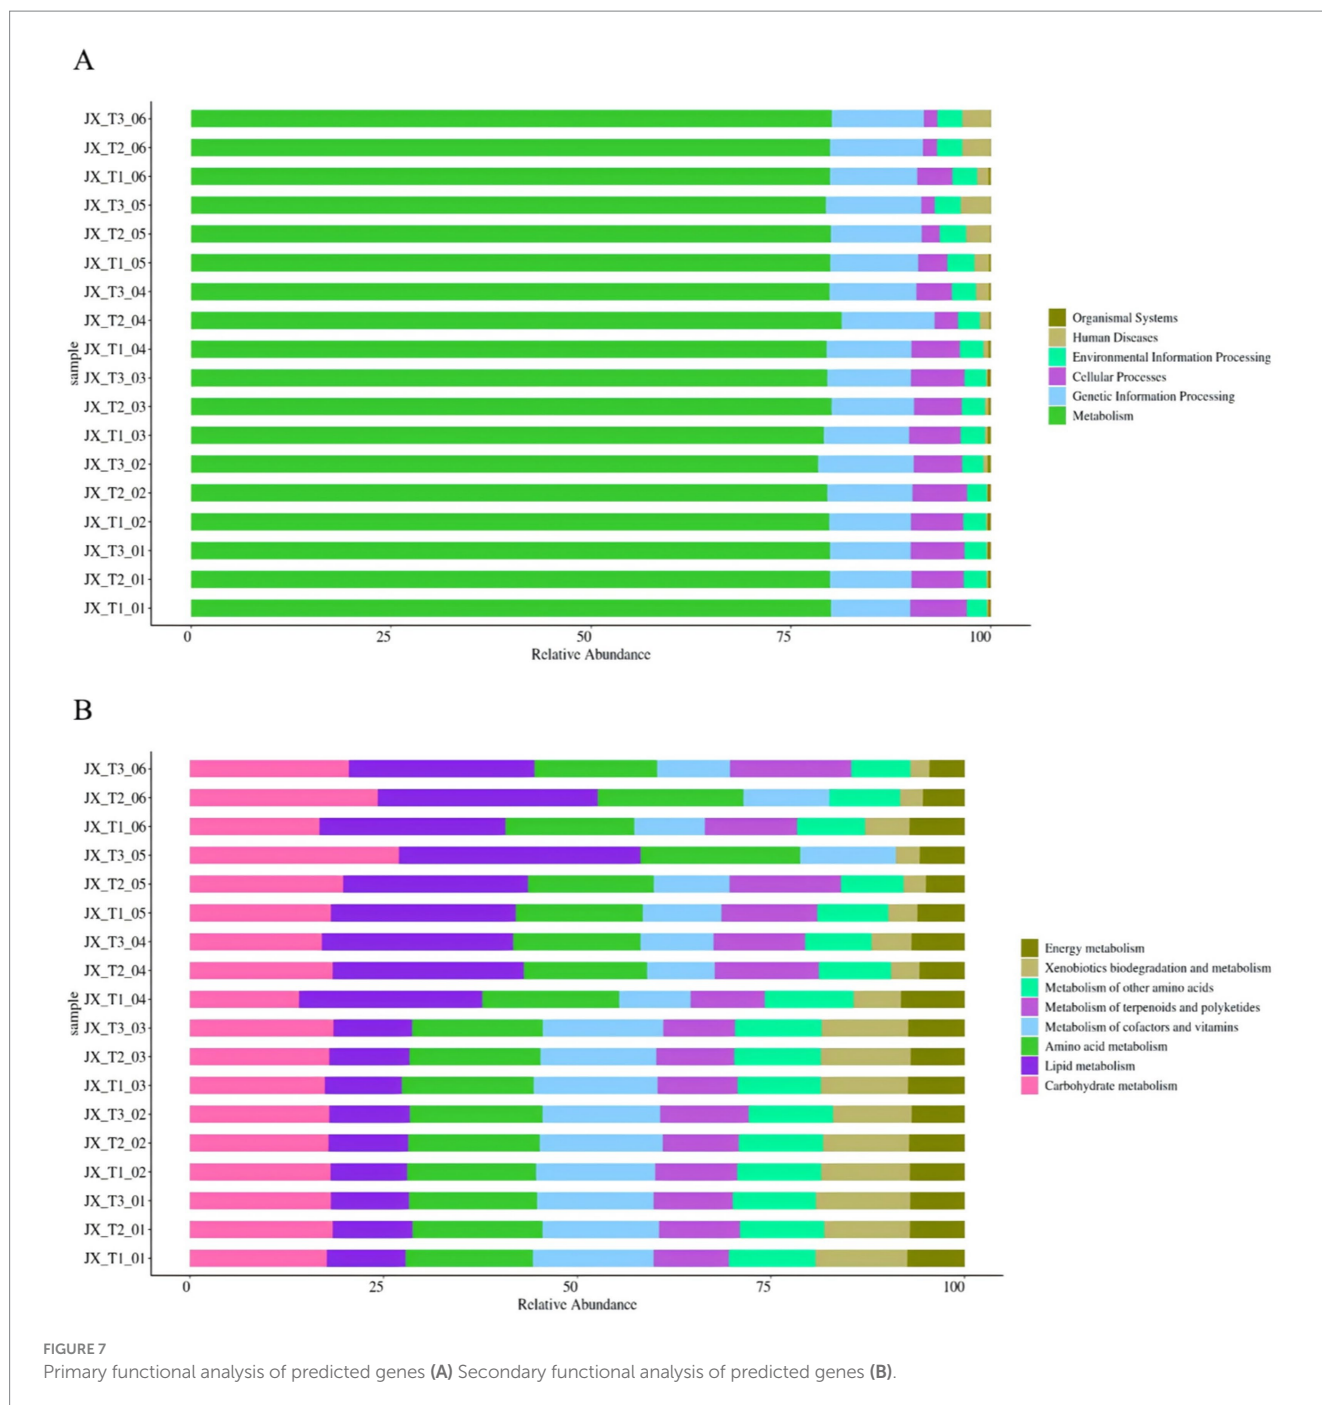 A
JX_T3_06
JX_T2_06
JX_T1_06
JX_T3_05
JX_T2_05
JX_T1_05
JX_T3_04
JX_T2_04
JX_T1_04
JX_T3_03
JX_T2_03
JX_T1_03
JX_T3_02
JX_T2_02
JX_T1_02
JX_T3_01
JX_T2_01
JX_T1_01
sample
0 25 50 75 100
Relative Abundance
Organismal Systems
Human Diseases
Environmental Information Processing
Cellular Processes
Genetic Information Processing
Metabolism
B
JX_T3_06
JX_T2_06
JX_T1_06
JX_T3_05
JX_T2_05
JX_T1_05
JX_T3_04
JX_T2_04
JX_T1_04
JX_T3_03
JX_T2_03
JX_T1_03
JX_T3_02
JX_T2_02
JX_T1_02
JX_T3_01
JX_T2_01
JX_T1_01
sample
0 25 50 75 100
Relative Abundance
Energy metabolism
Xenobiotics biodegradation and metabolism
Metabolism of other amino acids
Metabolism of terpenoids and polyketides
Metabolism of cofactors and vitamins
Amino acid metabolism
Lipid metabolism
Carbohydrate metabolism
FIGURE 7
Primary functional analysis of predicted genes (A) Secondary functional analysis of predicted genes (B).